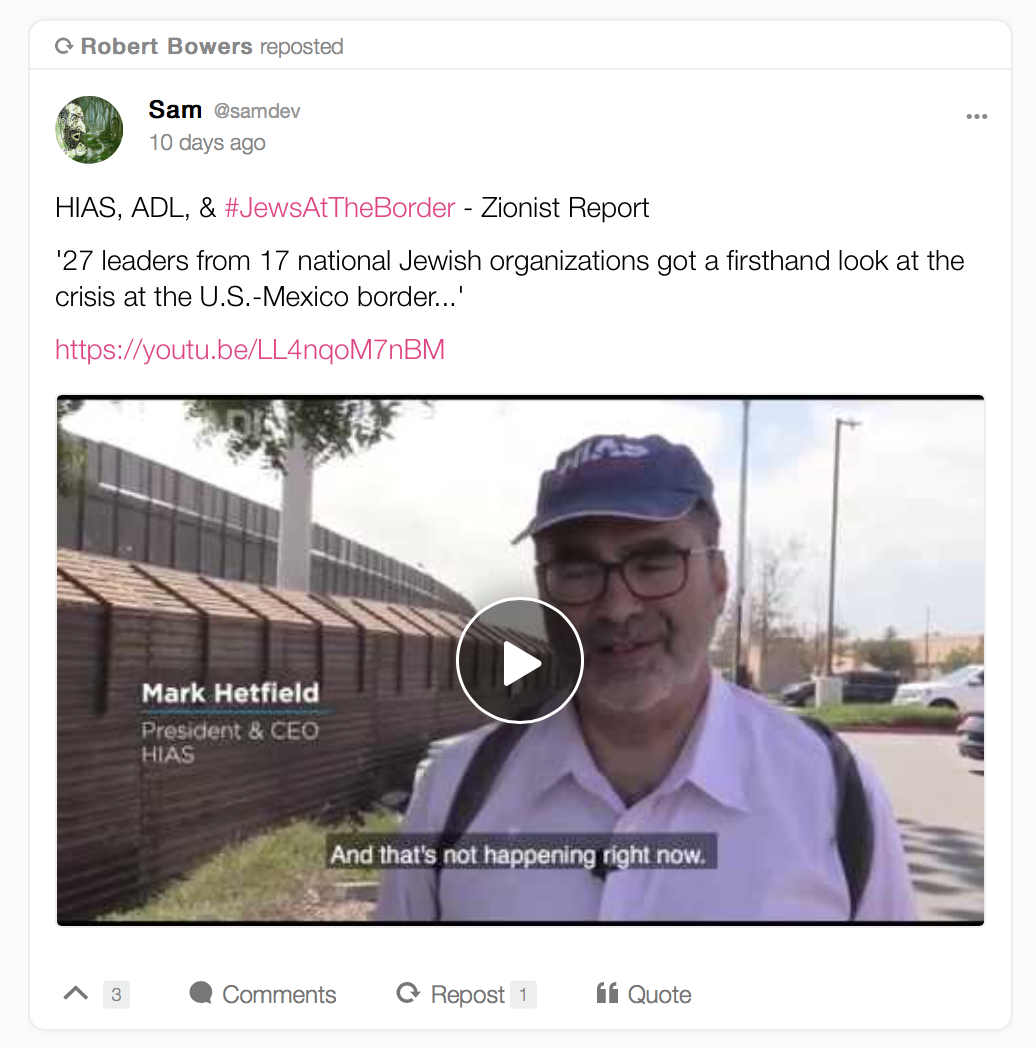 Robert Bowers reposted
Sam @samdev
10 days ago
HIAS, ADL, & #JewsAtTheBorder - Zionist Report
'27 leaders from 17 national Jewish organizations got a firsthand look at the
crisis at the U.S.-Mexico border...'
https://youtu.be/LL4nqoM7nBM
ADL
HIAS
Mark Hetfield
President & CEO
HIAS
And that's not happening right now.
3 Comments Repost 1 Quote